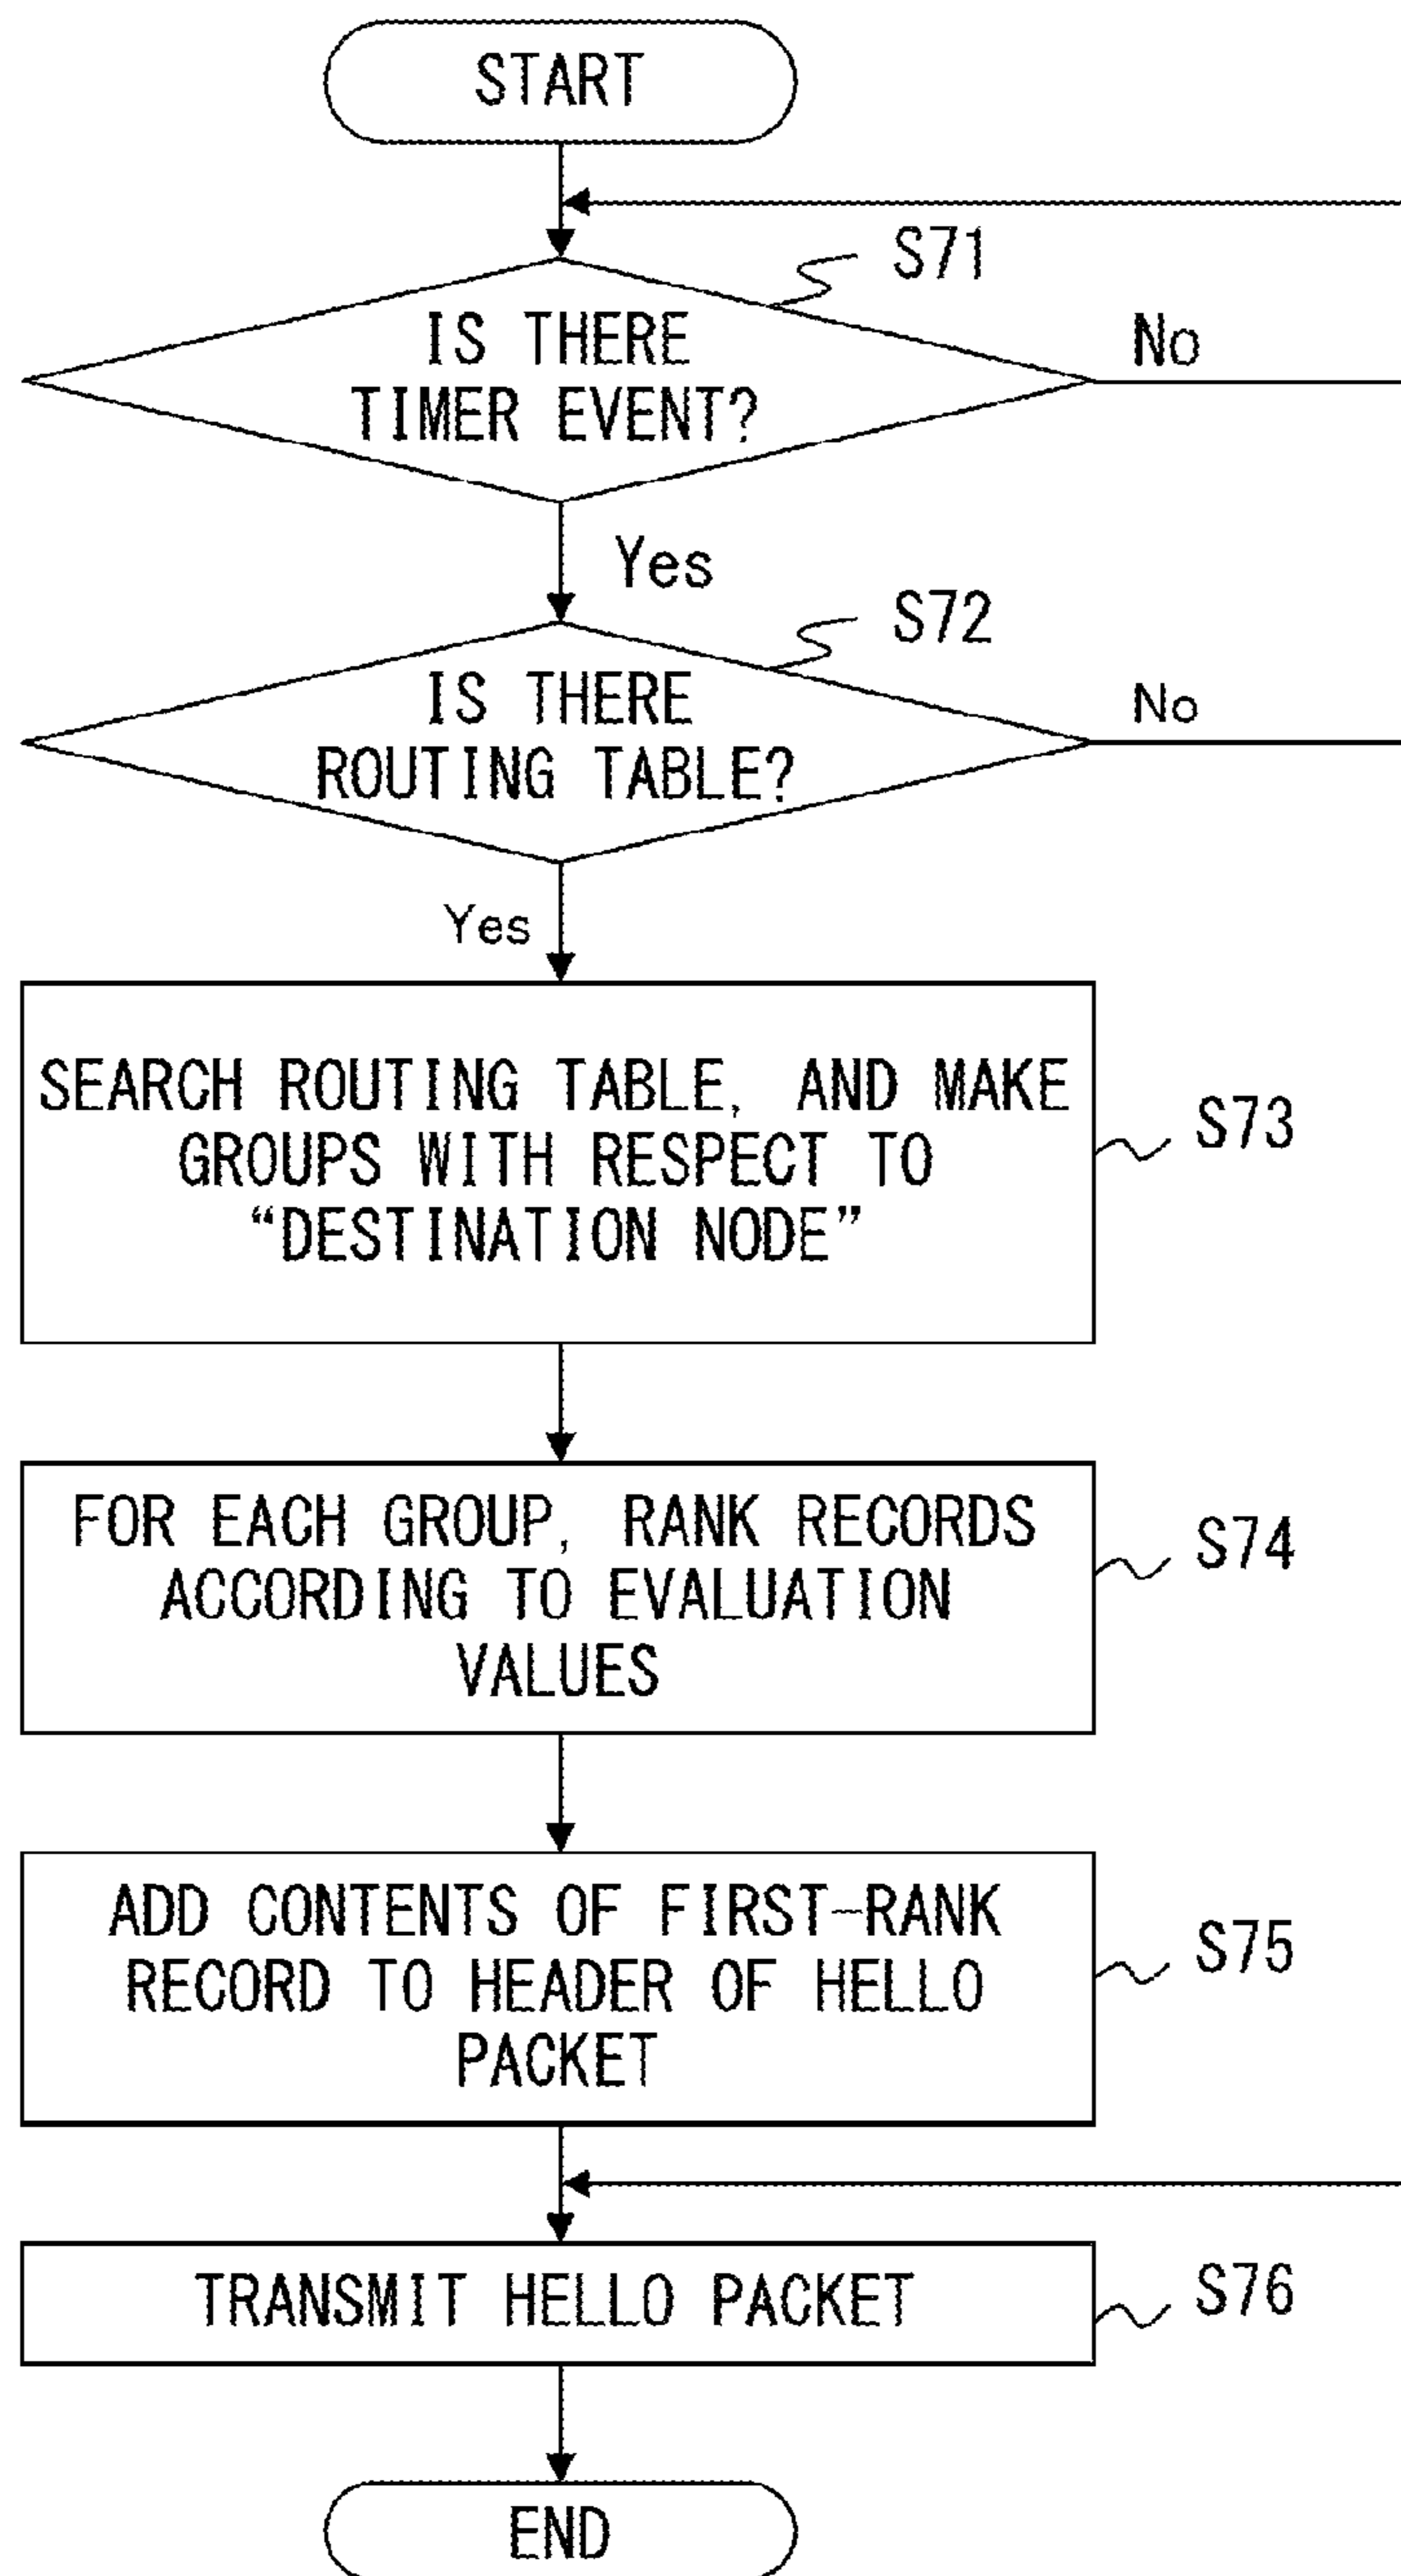 START
S71
IS THERE
TIMER EVENT?
No
Yes
S72
IS THERE
ROUTING TABLE?
No
Yes
SEARCH ROUTING TABLE, AND MAKE
GROUPS WITH RESPECT TO
“DESTINATION NODE”
S73
FOR EACH GROUP, RANK RECORDS
ACCORDING TO EVALUATION
VALUES
S74
ADD CONTENTS OF FIRST-RANK
RECORD TO HEADER OF HELLO
PACKET
S75
TRANSMIT HELLO PACKET
S76
END